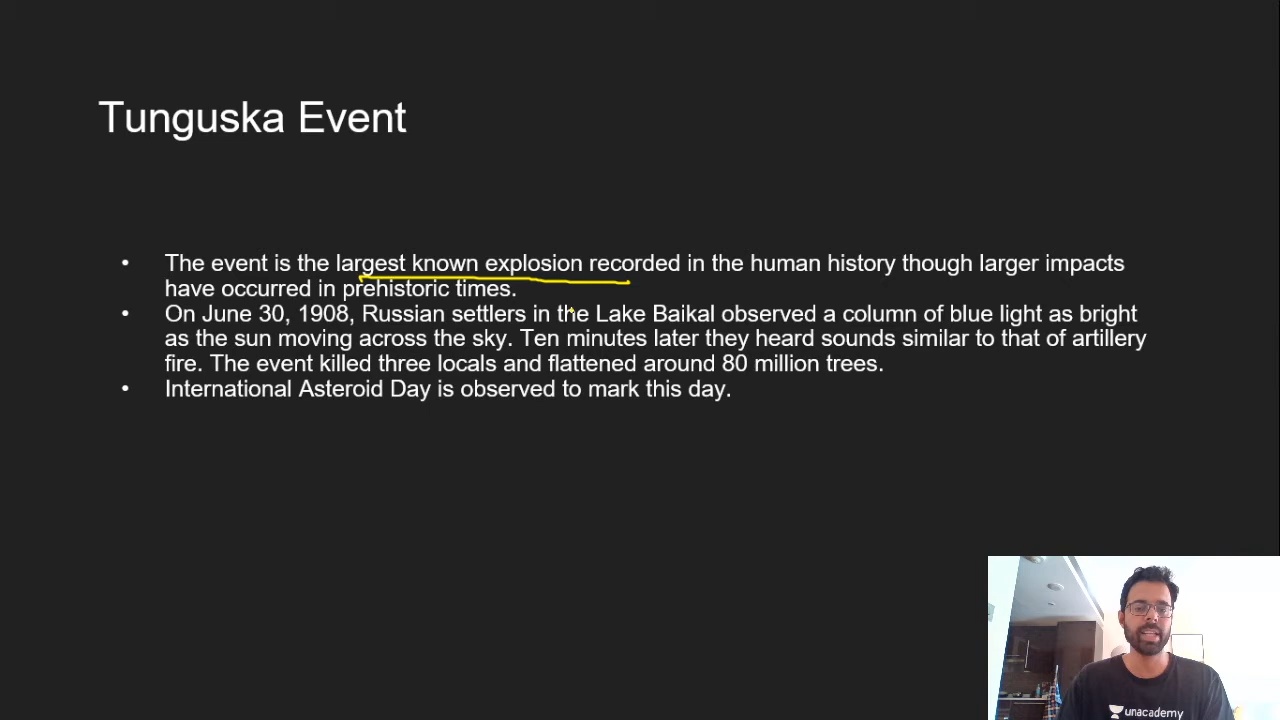 Tunguska Event
• The event is the largest known explosion recorded in the human history though larger impacts
have occurred in prehistoric times.
• On June 30, 1908, Russian settlers in the Lake Baikal observed a column of blue light as bright
as the sun moving across the sky. Ten minutes later they heard sounds similar to that of artillery
fire. The event killed three locals and flattened around 80 million trees.
• International Asteroid Day is observed to mark this day.
unacademy